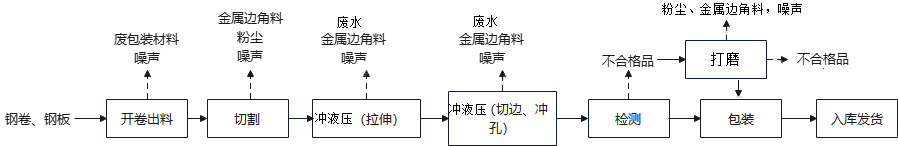 粉尘、金属边角料，噪声
金属边角料
粉尘
噪声
废水
金属边角料
噪声
废水
金属边角料
噪声
废包装材料
噪声
不合格品
打磨
不合格品
钢卷、钢板
开卷出料
切割
冲液压（拉伸）
冲液压 (切边、冲
孔）
检测
包装
入库发货